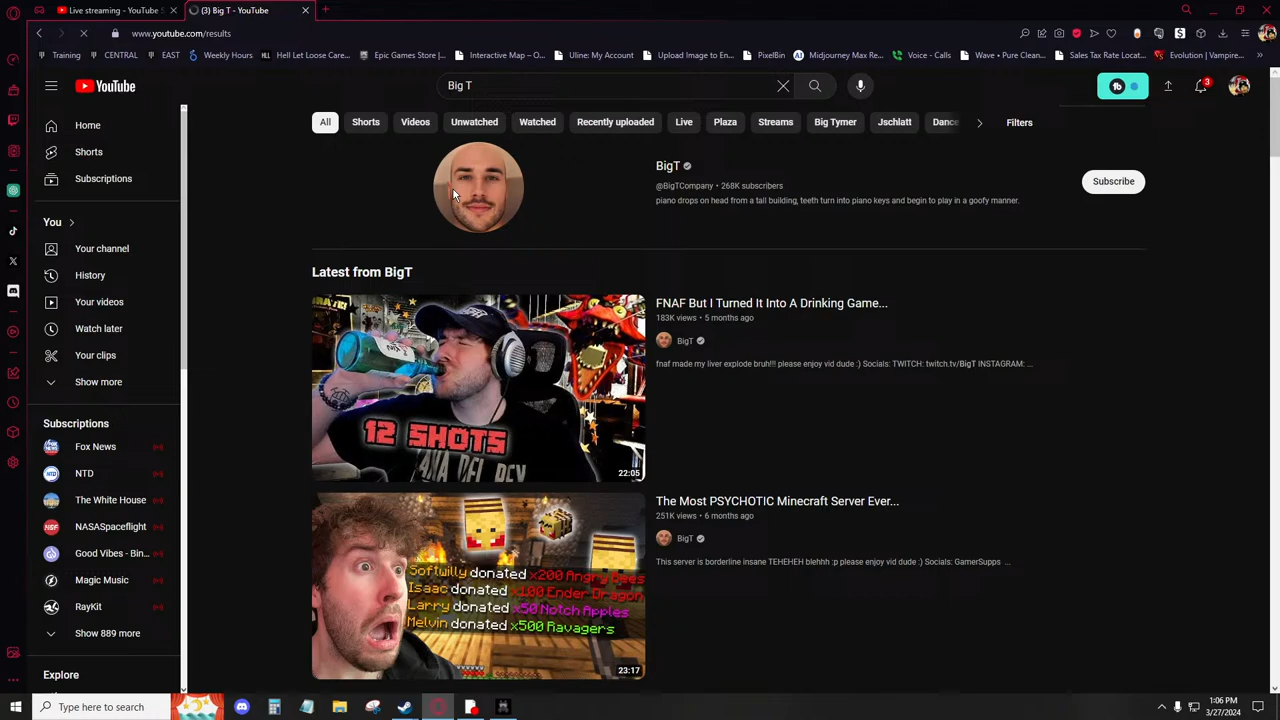 Live streaming - YouTube S
(3) Big T - YouTube
www.youtube.com/results
Training
CENTRAL
EAST
Weekly Hours
Hell Let Loose Care...
Epic Games Store |...
Interactive Map – O...
Uline: My Account
Upload Image to En...
PixelBin
Midjourney Max Re...
Voice - Calls
Wave • Pure Clean...
Sales Tax Rate Locat...
Evolution | Vampires...
YouTube
Big T
3
All
Shorts
Videos
Unwatched
Watched
Recently uploaded
Live
Plaza
Streams
Big Tymer
Jschlatt
Dance
Filters
Home
Shorts
Subscriptions
You
Your channel
History
Your videos
Watch later
Your clips
Show more
Subscriptions
Fox News
NTD
The White House
NASASpaceflight
Good Vibes - Bin...
Magic Music
RayKit
Show 889 more
Explore
BigT
@BigTCompany • 268K subscribers
piano drops on head from a tall building, teeth turn into piano keys and begin to play in a goofy manner.
Subscribe
Latest from BigT
12 SHOTS
LANA DEL REY
22:05
FNAF But I Turned It Into A Drinking Game...
183K views • 5 months ago
BigT
fnaf made my liver explode bruh!!! please enjoy vid dude :) Socials: TWITCH: twitch.tv/BigT INSTAGRAM: ...
Softwilly donated x200 Angry Bees
Isaac donated x100 Ender Dragon
Larry donated x50 Notch Apples
Melvin donated x500 Ravagers
23:17
The Most PSYCHOTIC Minecraft Server Ever...
251K views • 6 months ago
BigT
This server is borderline insane TEHEHEH blehhh :p please enjoy vid dude :) Socials: GamerSupps ...
Type here to search
1:06 PM
3/27/2024